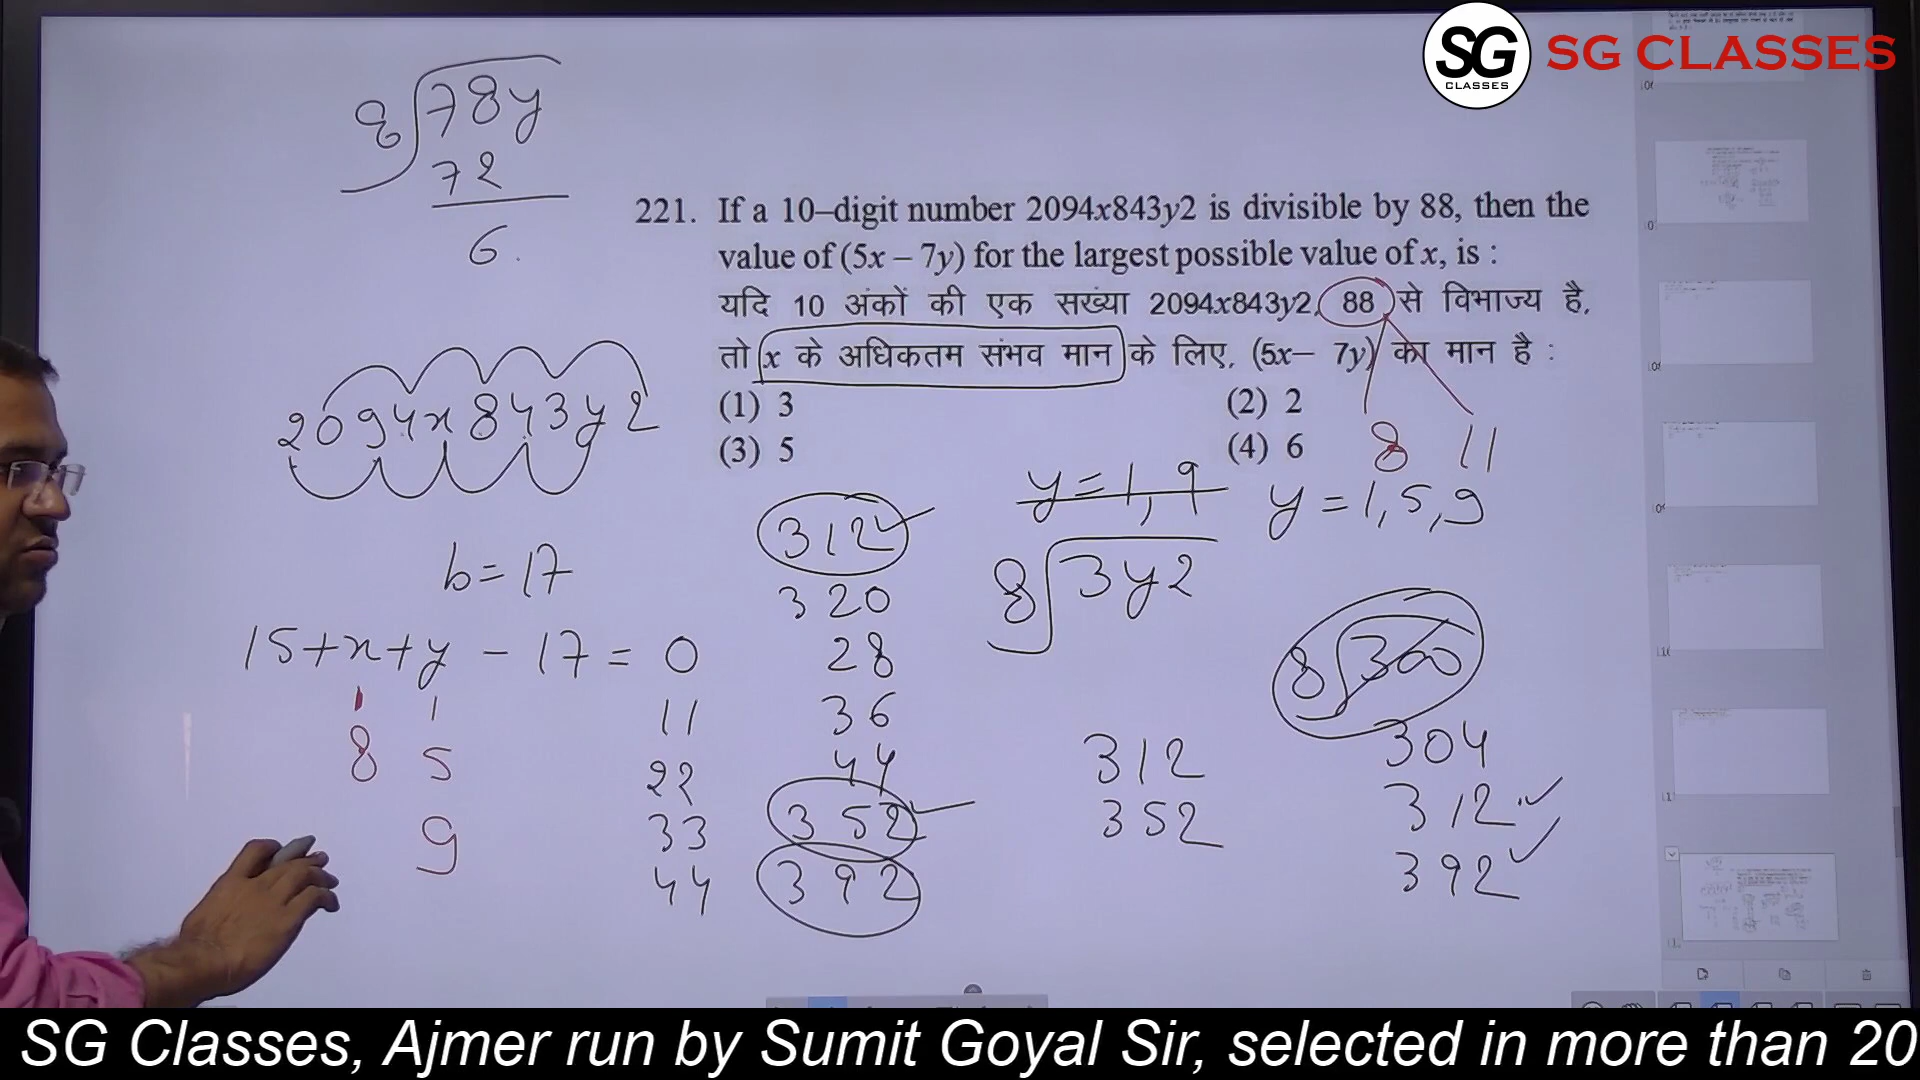 SG
CLASSES
SG CLASSES
8 78y
72
6
221. If a 10–digit number 2094x843y2 is divisible by 88, then the
value of (5x – 7y) for the largest possible value of x, is :
यदि 10 अंकों की एक सख्या 2094x843y2, 88 से विभाज्य है,
तो x के अधिकतम संभव मान के लिए, (5x– 7y) का मान है :
(1) 3 (2) 2
(3) 5 (4) 6
8 11
2094x843y2
y = 1, 9
y = 1, 5, 9
b = 17
15+x+y - 17 = 0
1 1
8 5
9
11
22
33
44
312
320
28
36
44
352
392
8 3y2
312
352
8 300
304
312
392
SG Classes, Ajmer run by Sumit Goyal Sir, selected in more than 20